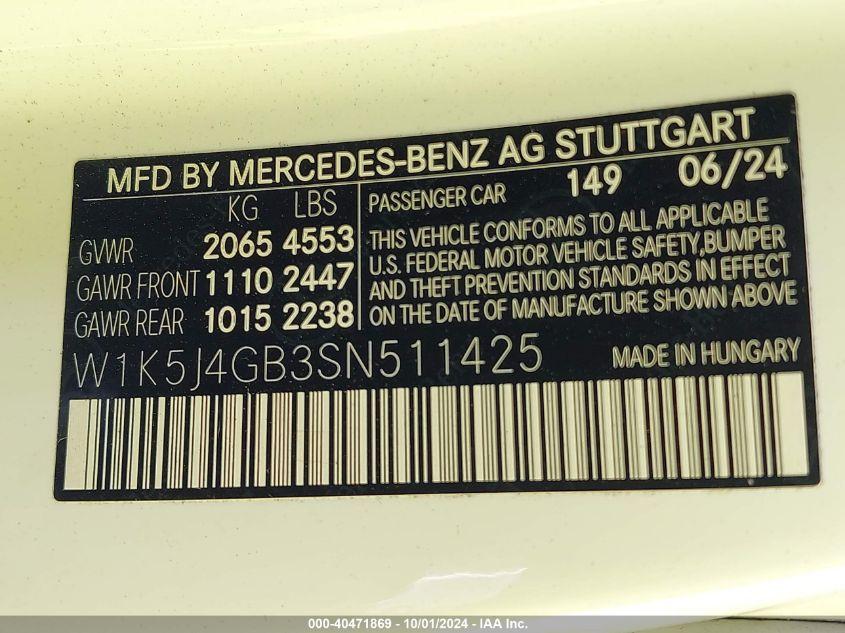 MFD BY MERCEDES-BENZ AG STUTTGART
KG LBS
GVWR 2065 4553
GAWR FRONT 1110 2447
GAWR REAR 1015 2238
PASSENGER CAR 149 06/24
THIS VEHICLE CONFORMS TO ALL APPLICABLE
U.S. FEDERAL MOTOR VEHICLE SAFETY,BUMPER
AND THEFT PREVENTION STANDARDS IN EFFECT
ON THE DATE OF MANUFACTURE SHOWN ABOVE
W1K5J4GB3SN511425 MADE IN HUNGARY
000-40471869 - 10/01/2024 - IAA Inc.